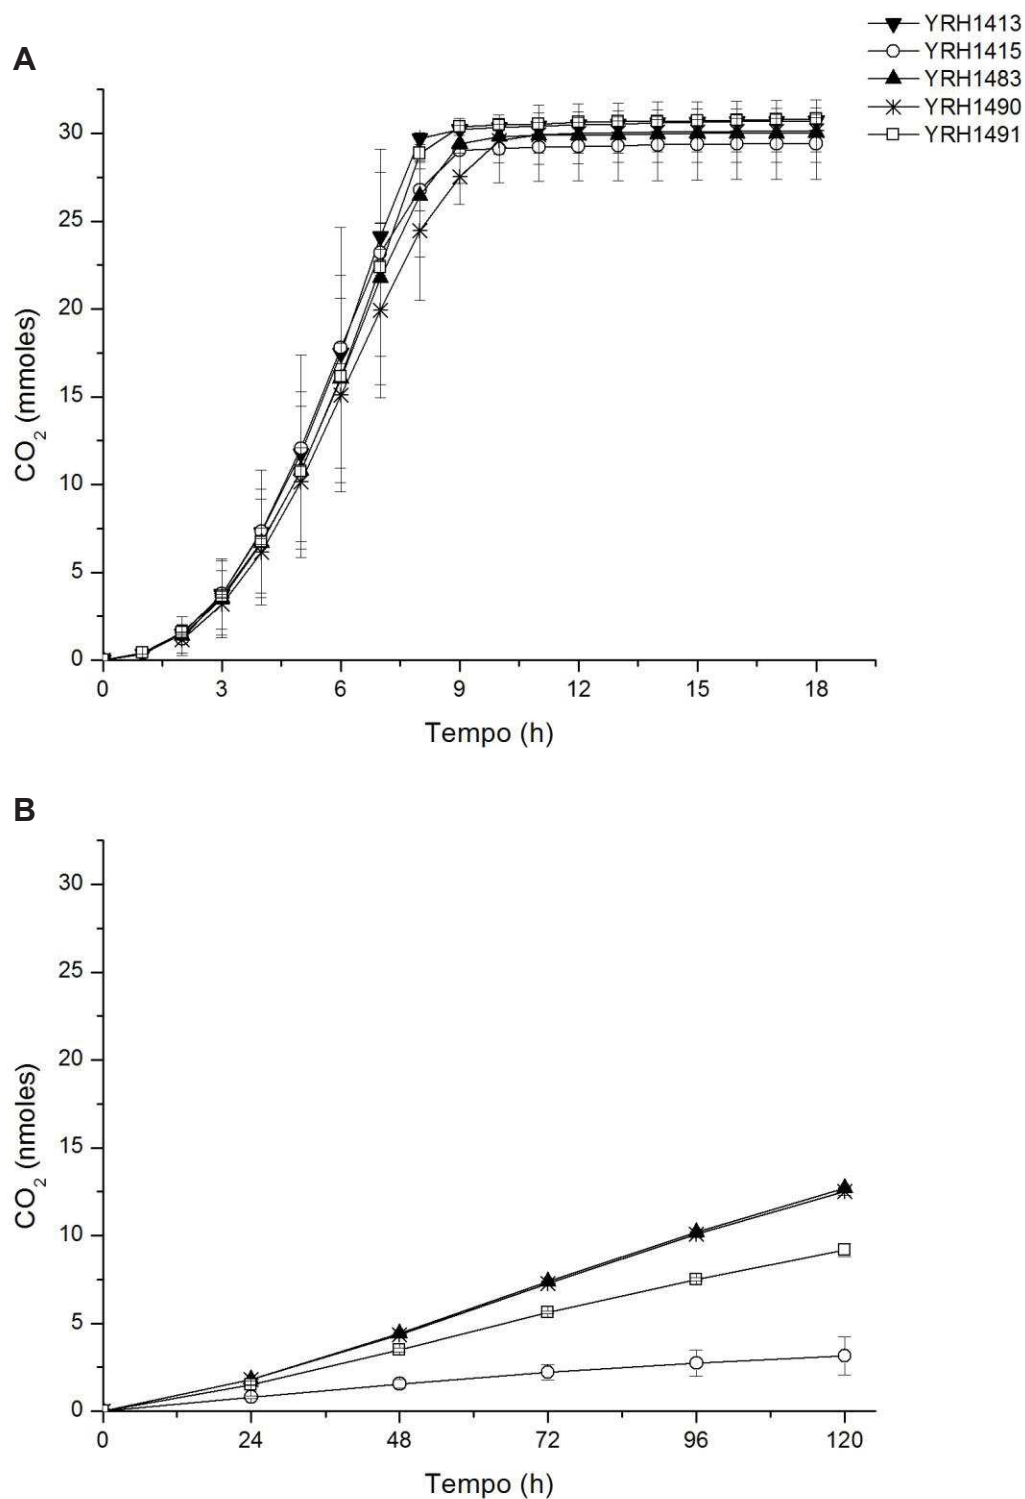 YRH1413
YRH1415
YRH1483
YRH1490
YRH1491
A
30
25
20
15
10
5
0
CO₂ (mmoles)
0 3 6 9 12 15 18
Tempo (h)
B
30
25
20
15
10
5
0
CO₂ (nmoles)
0 24 48 72 96 120
Tempo (h)